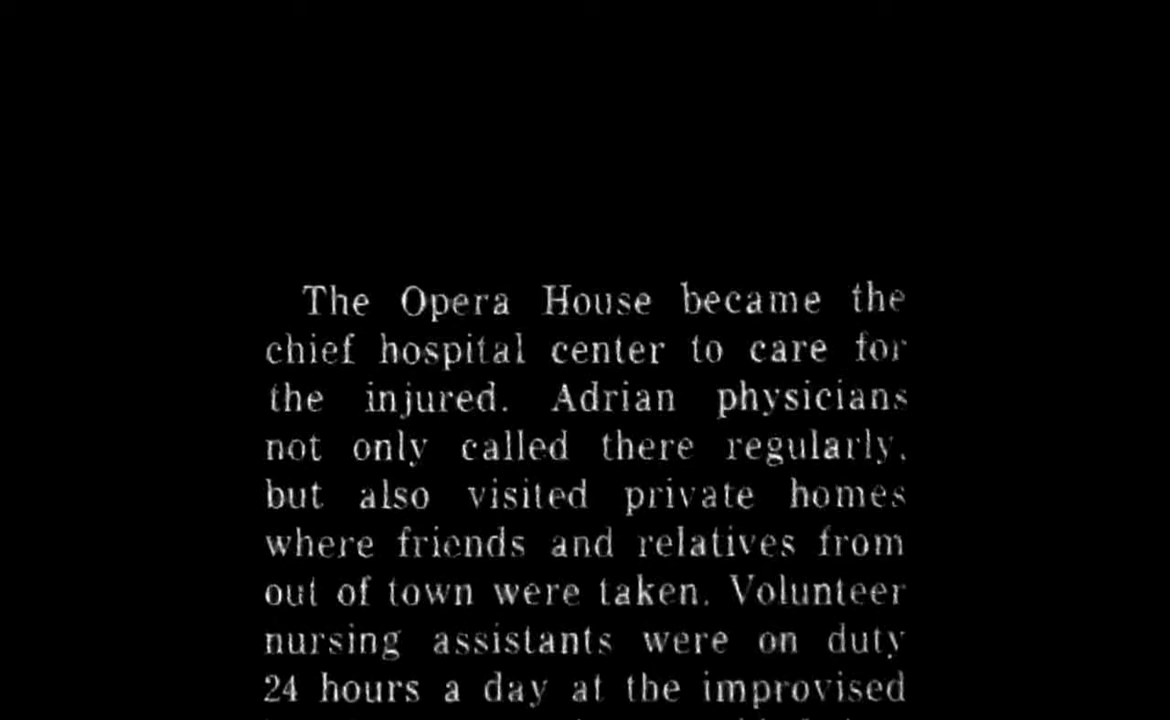 The Opera House became the
chief hospital center to care for
the injured. Adrian physicians
not only called there regularly,
but also visited private homes
where friends and relatives from
out of town were taken. Volunteer
nursing assistants were on duty
24 hours a day at the improvised